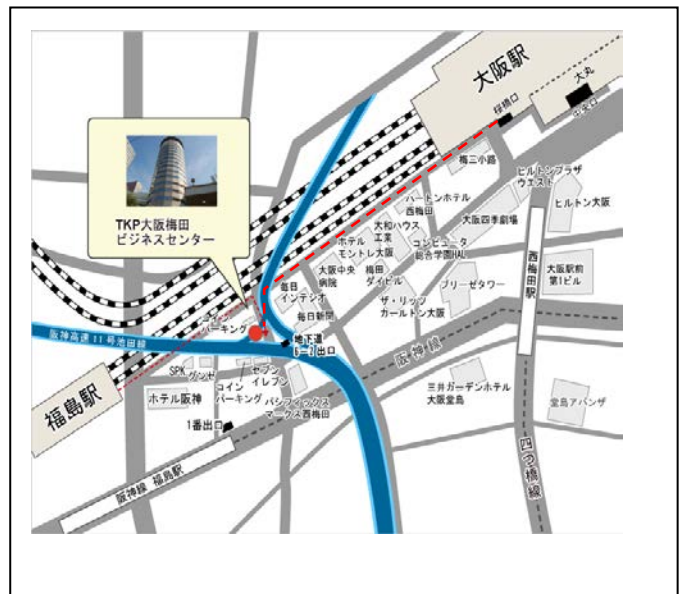 大阪駅
大丸
桜橋口
中央口
梅三小路
ヒルトンプラザ
ウエスト
ヒルトン大阪
TKP大阪梅田
ビジネスセンター
ハートンホテル
西梅田
大阪四季劇場
大和ハウス
工業
コンピュータ
総合学園HAL
ホテル
モントレ大阪
西梅田駅
大阪駅前
第1ビル
大阪中央
病院
梅田
ダイビル
ブリーゼタワー
毎日
インテシオ
ザ・リッツ
カールトン大阪
毎日新聞
コイン
パーキング
阪神高速11号池田線
地下道
6-2出口
阪神線
SPK
グンゼ
セブン
イレブン
コイン
パーキング
パシフィックス
マークス西梅田
三井ガーデンホテル
大阪堂島
堂島アバンザ
福島駅
ホテル阪神
1番出口
四つ橋線
阪神線 福島駅